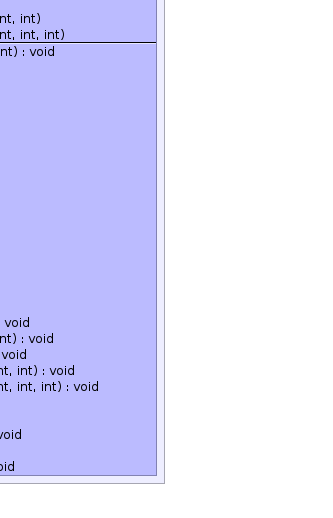 nt, int)
nt, int, int)
nt) : void
void
nt) : void
void
nt, int) : void
nt, int, int) : void
void
oid